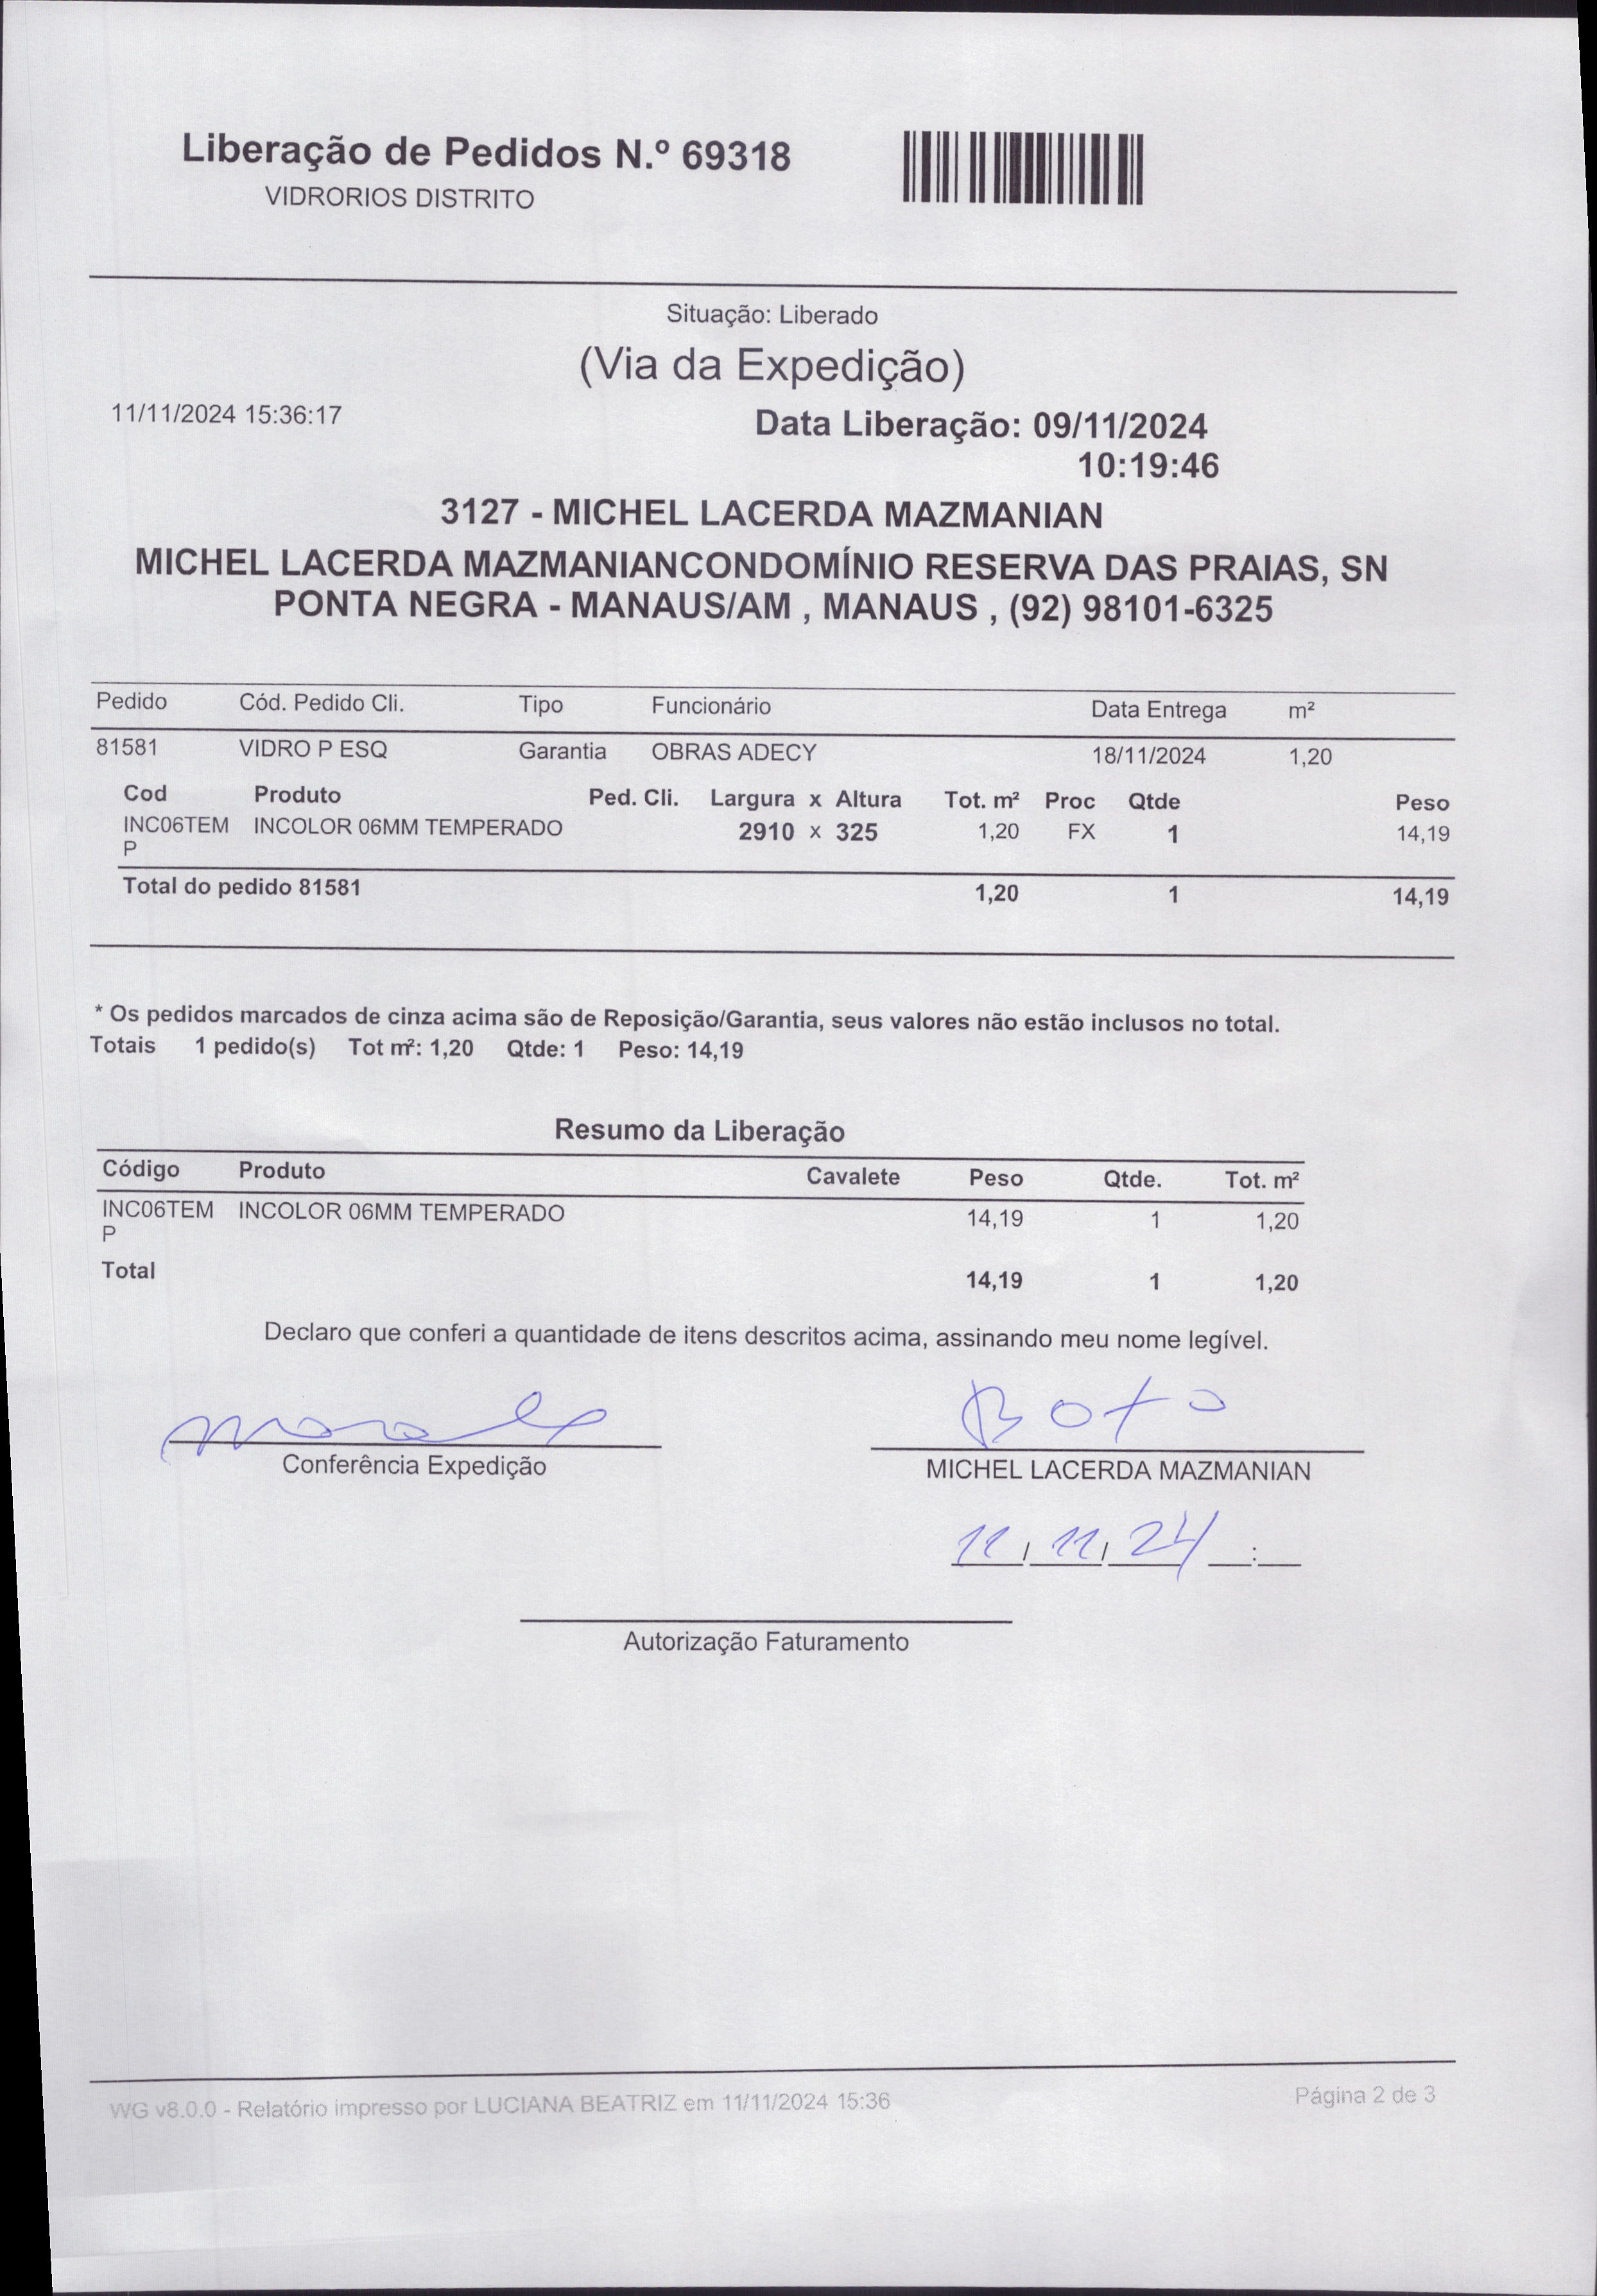 Liberação de Pedidos N.º 69318
VIDRORIOS DISTRITO
Situação: Liberado
(Via da Expedição)
11/11/2024 15:36:17
Data Liberação: 09/11/2024
10:19:46
3127 - MICHEL LACERDA MAZMANIAN
MICHEL LACERDA MAZMANIANCONDOMÍNIO RESERVA DAS PRAIAS, SN
PONTA NEGRA - MANAUS/AM , MANAUS , (92) 98101-6325
Pedido Cód. Pedido Cli. Tipo Funcionário Data Entrega m²
81581 VIDRO P ESQ Garantia OBRAS ADECY 18/11/2024 1,20
Cod Produto Ped. Cli. Largura x Altura Tot. m² Proc Qtde Peso
INC06TEM INCOLOR 06MM TEMPERADO 2910 x 325 1,20 FX 1 14,19
P
Total do pedido 81581 1,20 1 14,19
* Os pedidos marcados de cinza acima são de Reposição/Garantia, seus valores não estão inclusos no total.
Totais 1 pedido(s) Tot m²: 1,20 Qtde: 1 Peso: 14,19
Resumo da Liberação
Código Produto Cavalete Peso Qtde. Tot. m²
INC06TEM INCOLOR 06MM TEMPERADO 14,19 1 1,20
P
Total 14,19 1 1,20
Declaro que conferi a quantidade de itens descritos acima, assinando meu nome legível.
Boto
Conferência Expedição MICHEL LACERDA MAZMANIAN
11/11/24 __:__
Autorização Faturamento
WG v8.0.0 - Relatório impresso por LUCIANA BEATRIZ em 11/11/2024 15:36 Página 2 de 3